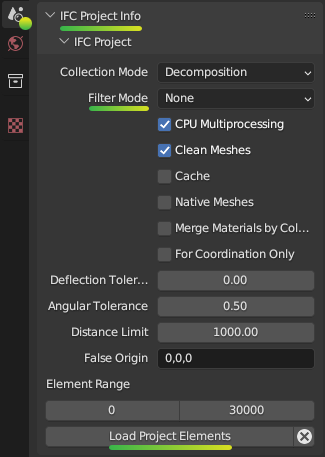 IFC Project Info
IFC Project
Collection Mode Decomposition
Filter Mode None
CPU Multiprocessing
Clean Meshes
Cache
Native Meshes
Merge Materials by Col...
For Coordination Only
Deflection Toler... 0.00
Angular Tolerance 0.50
Distance Limit 1000.00
False Origin 0,0,0
Element Range
0 30000
Load Project Elements